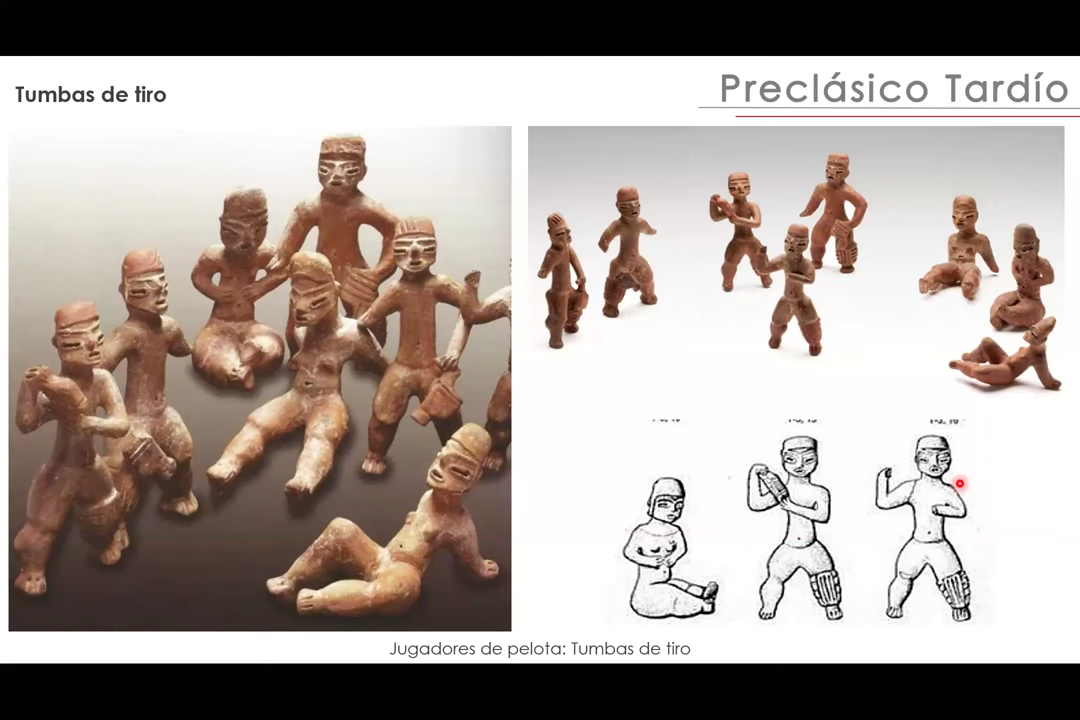 Tumbas de tiro
Preclásico Tardío
Jugadores de pelota: Tumbas de tiro